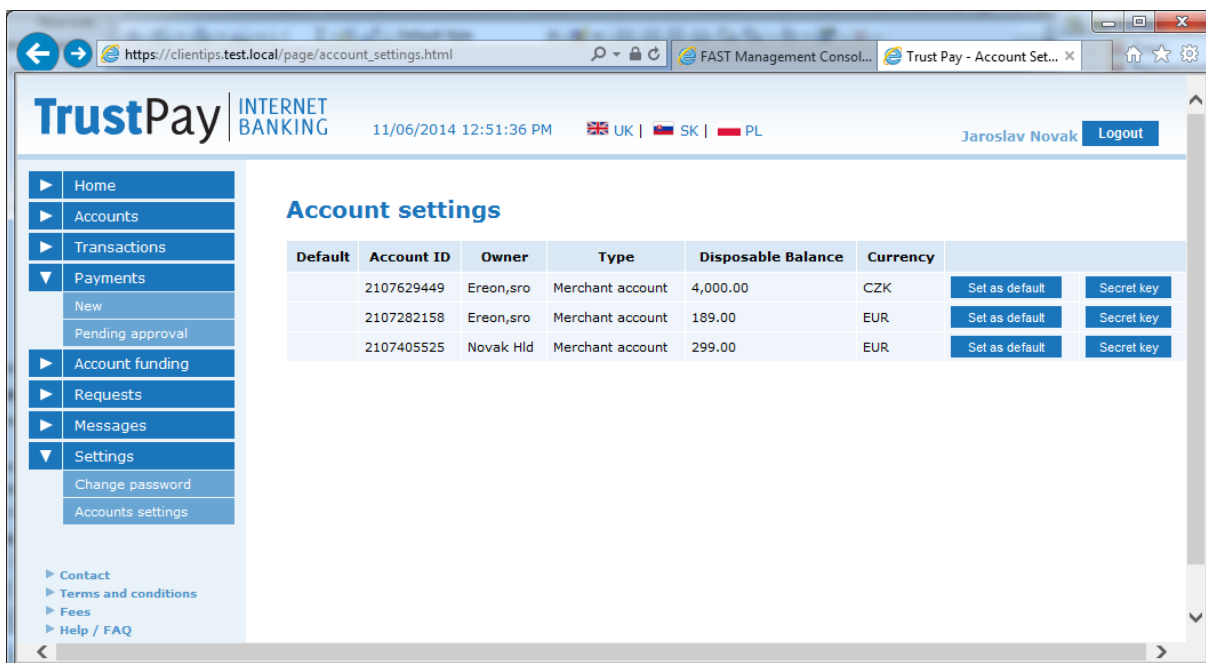 https://clientips.test.local/page/account_settings.html FAST Management Consol... Trust Pay - Account Set...
TrustPay INTERNET BANKING 11/06/2014 12:51:36 PM UK | SK | PL Jaroslav Novak Logout
Home
Accounts
Transactions
Payments
New
Pending approval
Account funding
Requests
Messages
Settings
Change password
Accounts settings
Contact
Terms and conditions
Fees
Help / FAQ
Account settings
Default Account ID Owner Type Disposable Balance Currency
2107629449 Ereon,sro Merchant account 4,000.00 CZK Set as default Secret key
2107282158 Ereon,sro Merchant account 189.00 EUR Set as default Secret key
2107405525 Novak Hld Merchant account 299.00 EUR Set as default Secret key